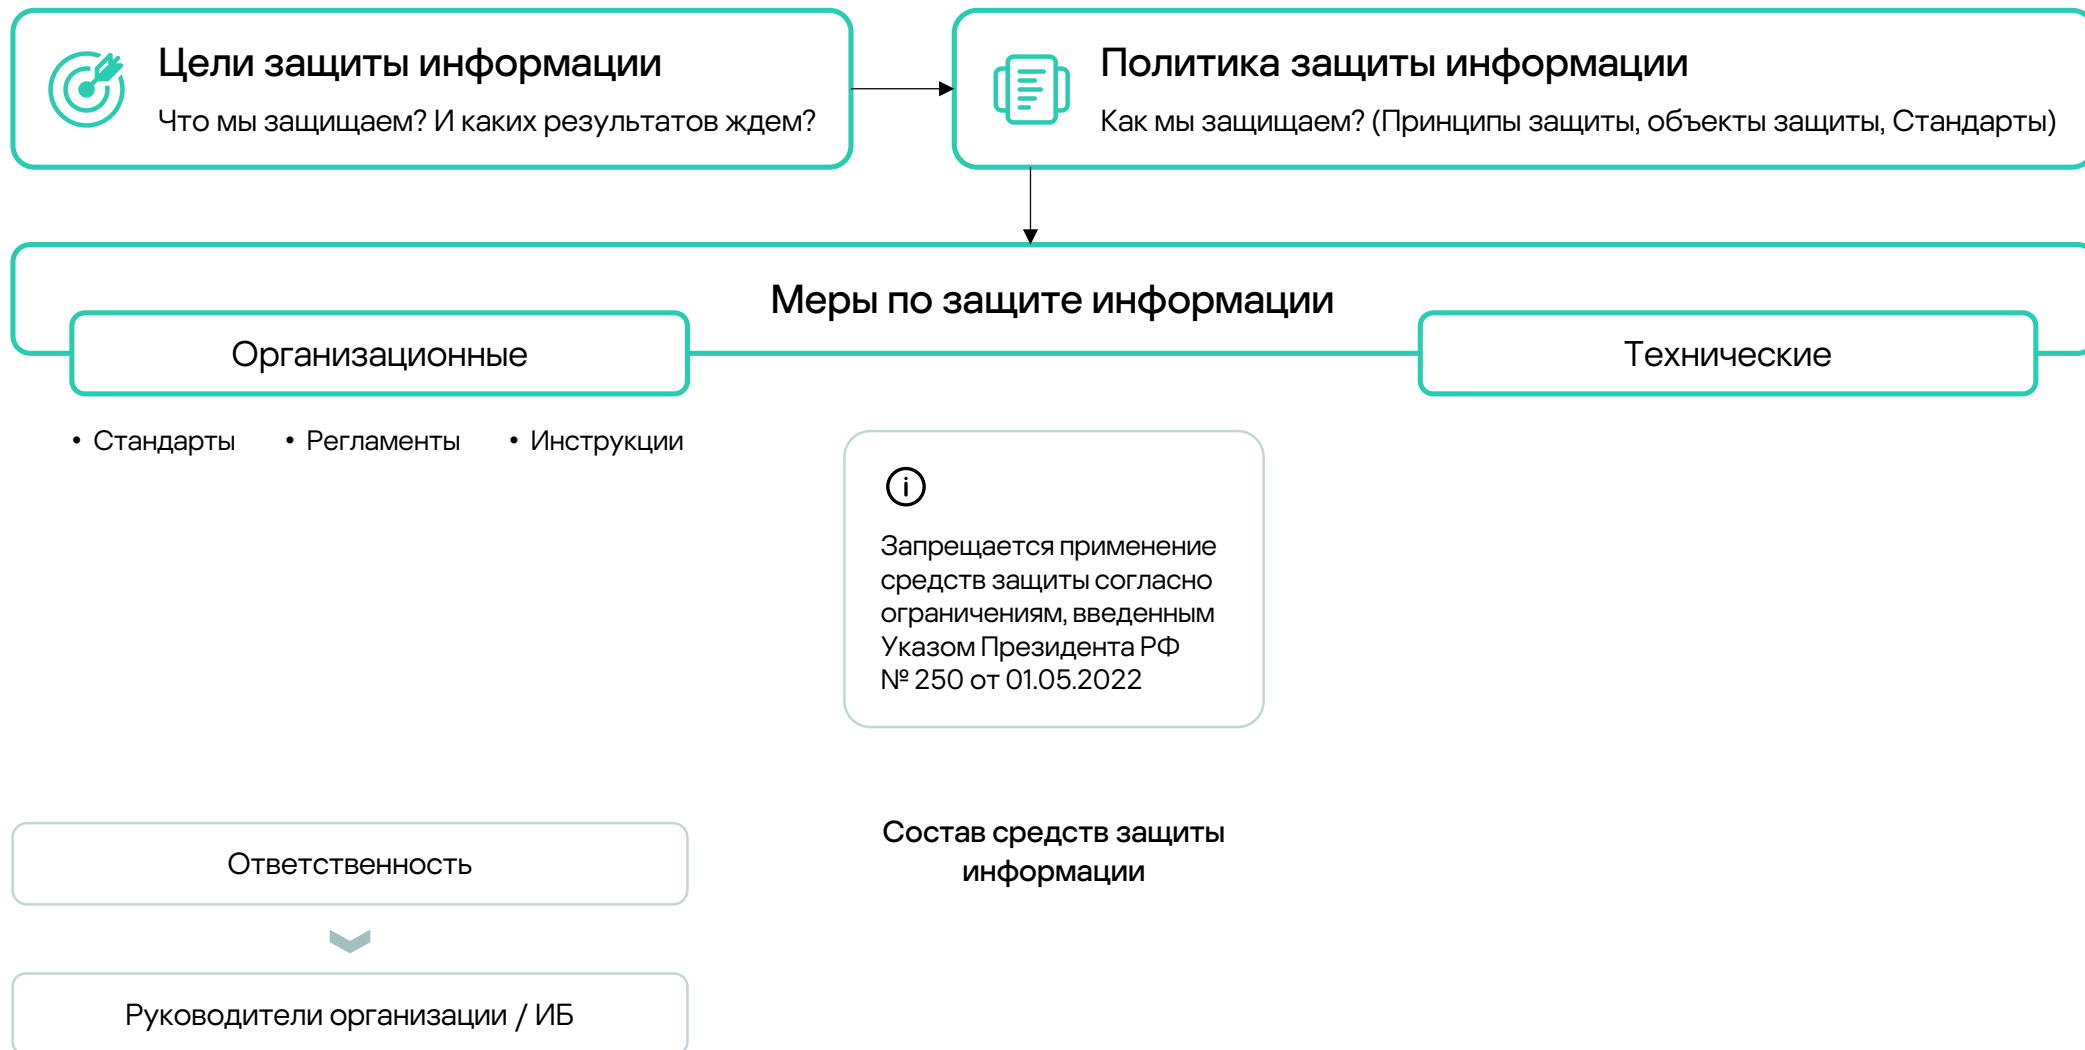 Цели защиты информации
Что мы защищаем? И каких результатов ждем?
Политика защиты информации
Как мы защищаем? (Принципы защиты, объекты защиты, Стандарты)
Меры по защите информации
Организационные
Технические
• Стандарты • Регламенты • Инструкции
Запрещается применение
средств защиты согласно
ограничениям, введенным
Указом Президента РФ
№ 250 от 01.05.2022
Состав средств защиты
информации
Ответственность
Руководители организации / ИБ